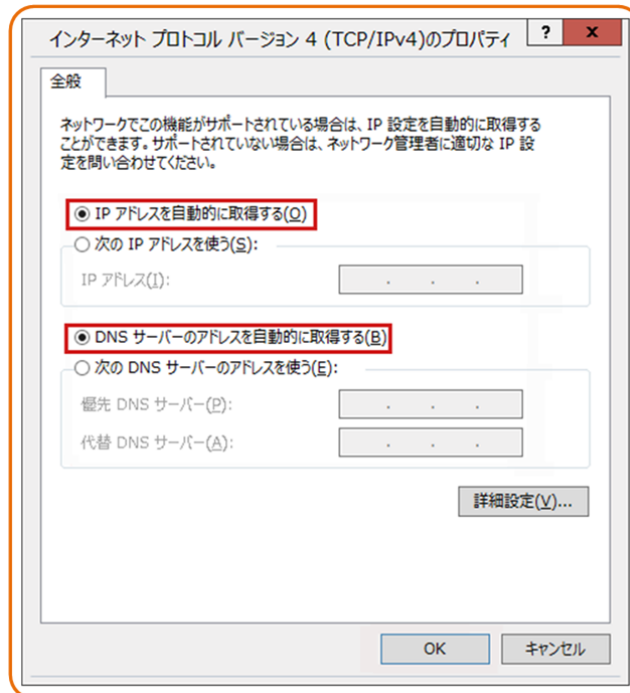 インターネット プロトコル バージョン 4 (TCP/IPv4)のプロパティ
?
x
全般
ネットワークでこの機能がサポートされている場合は、IP 設定を自動的に取得する
ことができます。サポートされていない場合は、ネットワーク管理者に適切な IP 設
定を問い合わせてください。
IP アドレスを自動的に取得する(O)
次の IP アドレスを使う(S):
IP アドレス(I):
. . .
DNS サーバーのアドレスを自動的に取得する(B)
次の DNS サーバーのアドレスを使う(E):
優先 DNS サーバー(P):
. . .
代替 DNS サーバー(A):
. . .
詳細設定(V)...
OK
キャンセル